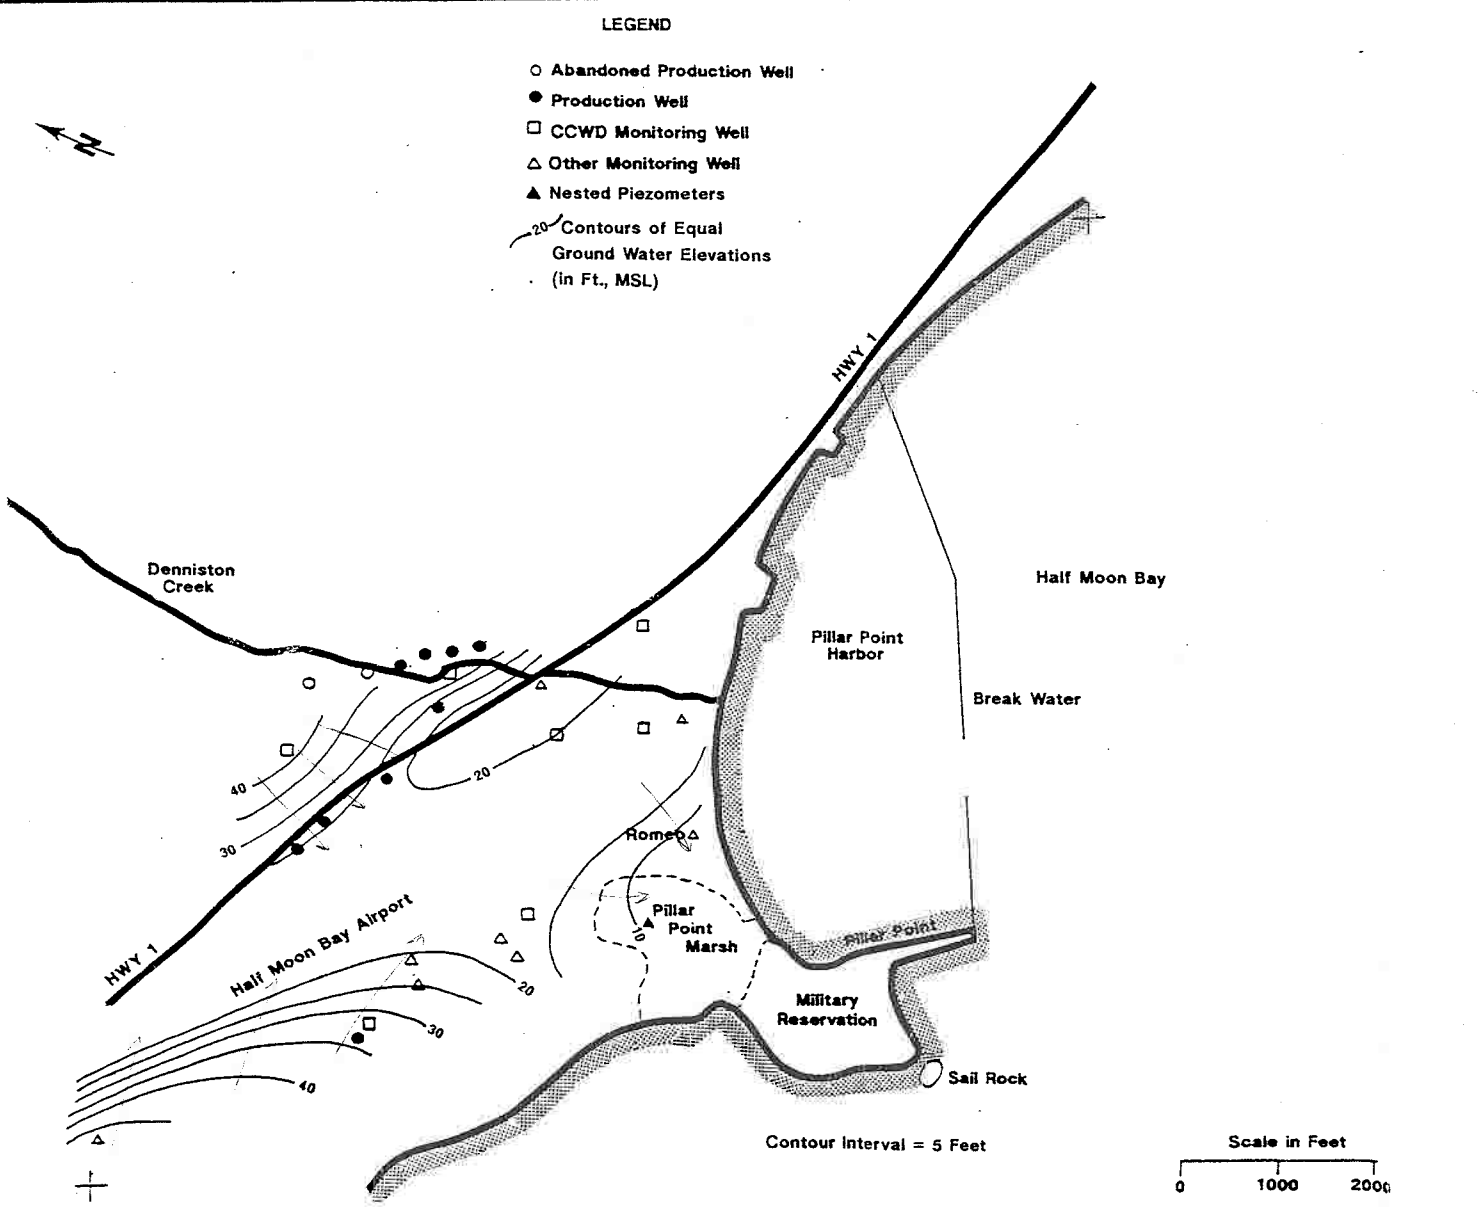 LEGEND
Abandoned Production Well
Production Well
CCWD Monitoring Well
Other Monitoring Well
Nested Piezometers
20 Contours of Equal
Ground Water Elevations
(in Ft., MSL)
N
HWY 1
Denniston
Creek
Half Moon Bay
Pillar Point
Harbor
Break Water
40
20
30
Romeo
Half Moon Bay Airport
HWY 1
Pillar
Point
Marsh
10
Pillar Point
20
30
40
Military
Reservation
Sail Rock
Contour Interval = 5 Feet
Scale in Feet
0 1000 2000